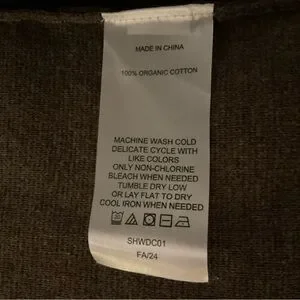 MADE IN CHINA
100% ORGANIC COTTON
MACHINE WASH COLD
DELICATE CYCLE WITH
LIKE COLORS
ONLY NON-CHLORINE
BLEACH WHEN NEEDED
TUMBLE DRY LOW
OR LAY FLAT TO DRY
COOL IRON WHEN NEEDED
SHWDC01
FA/24